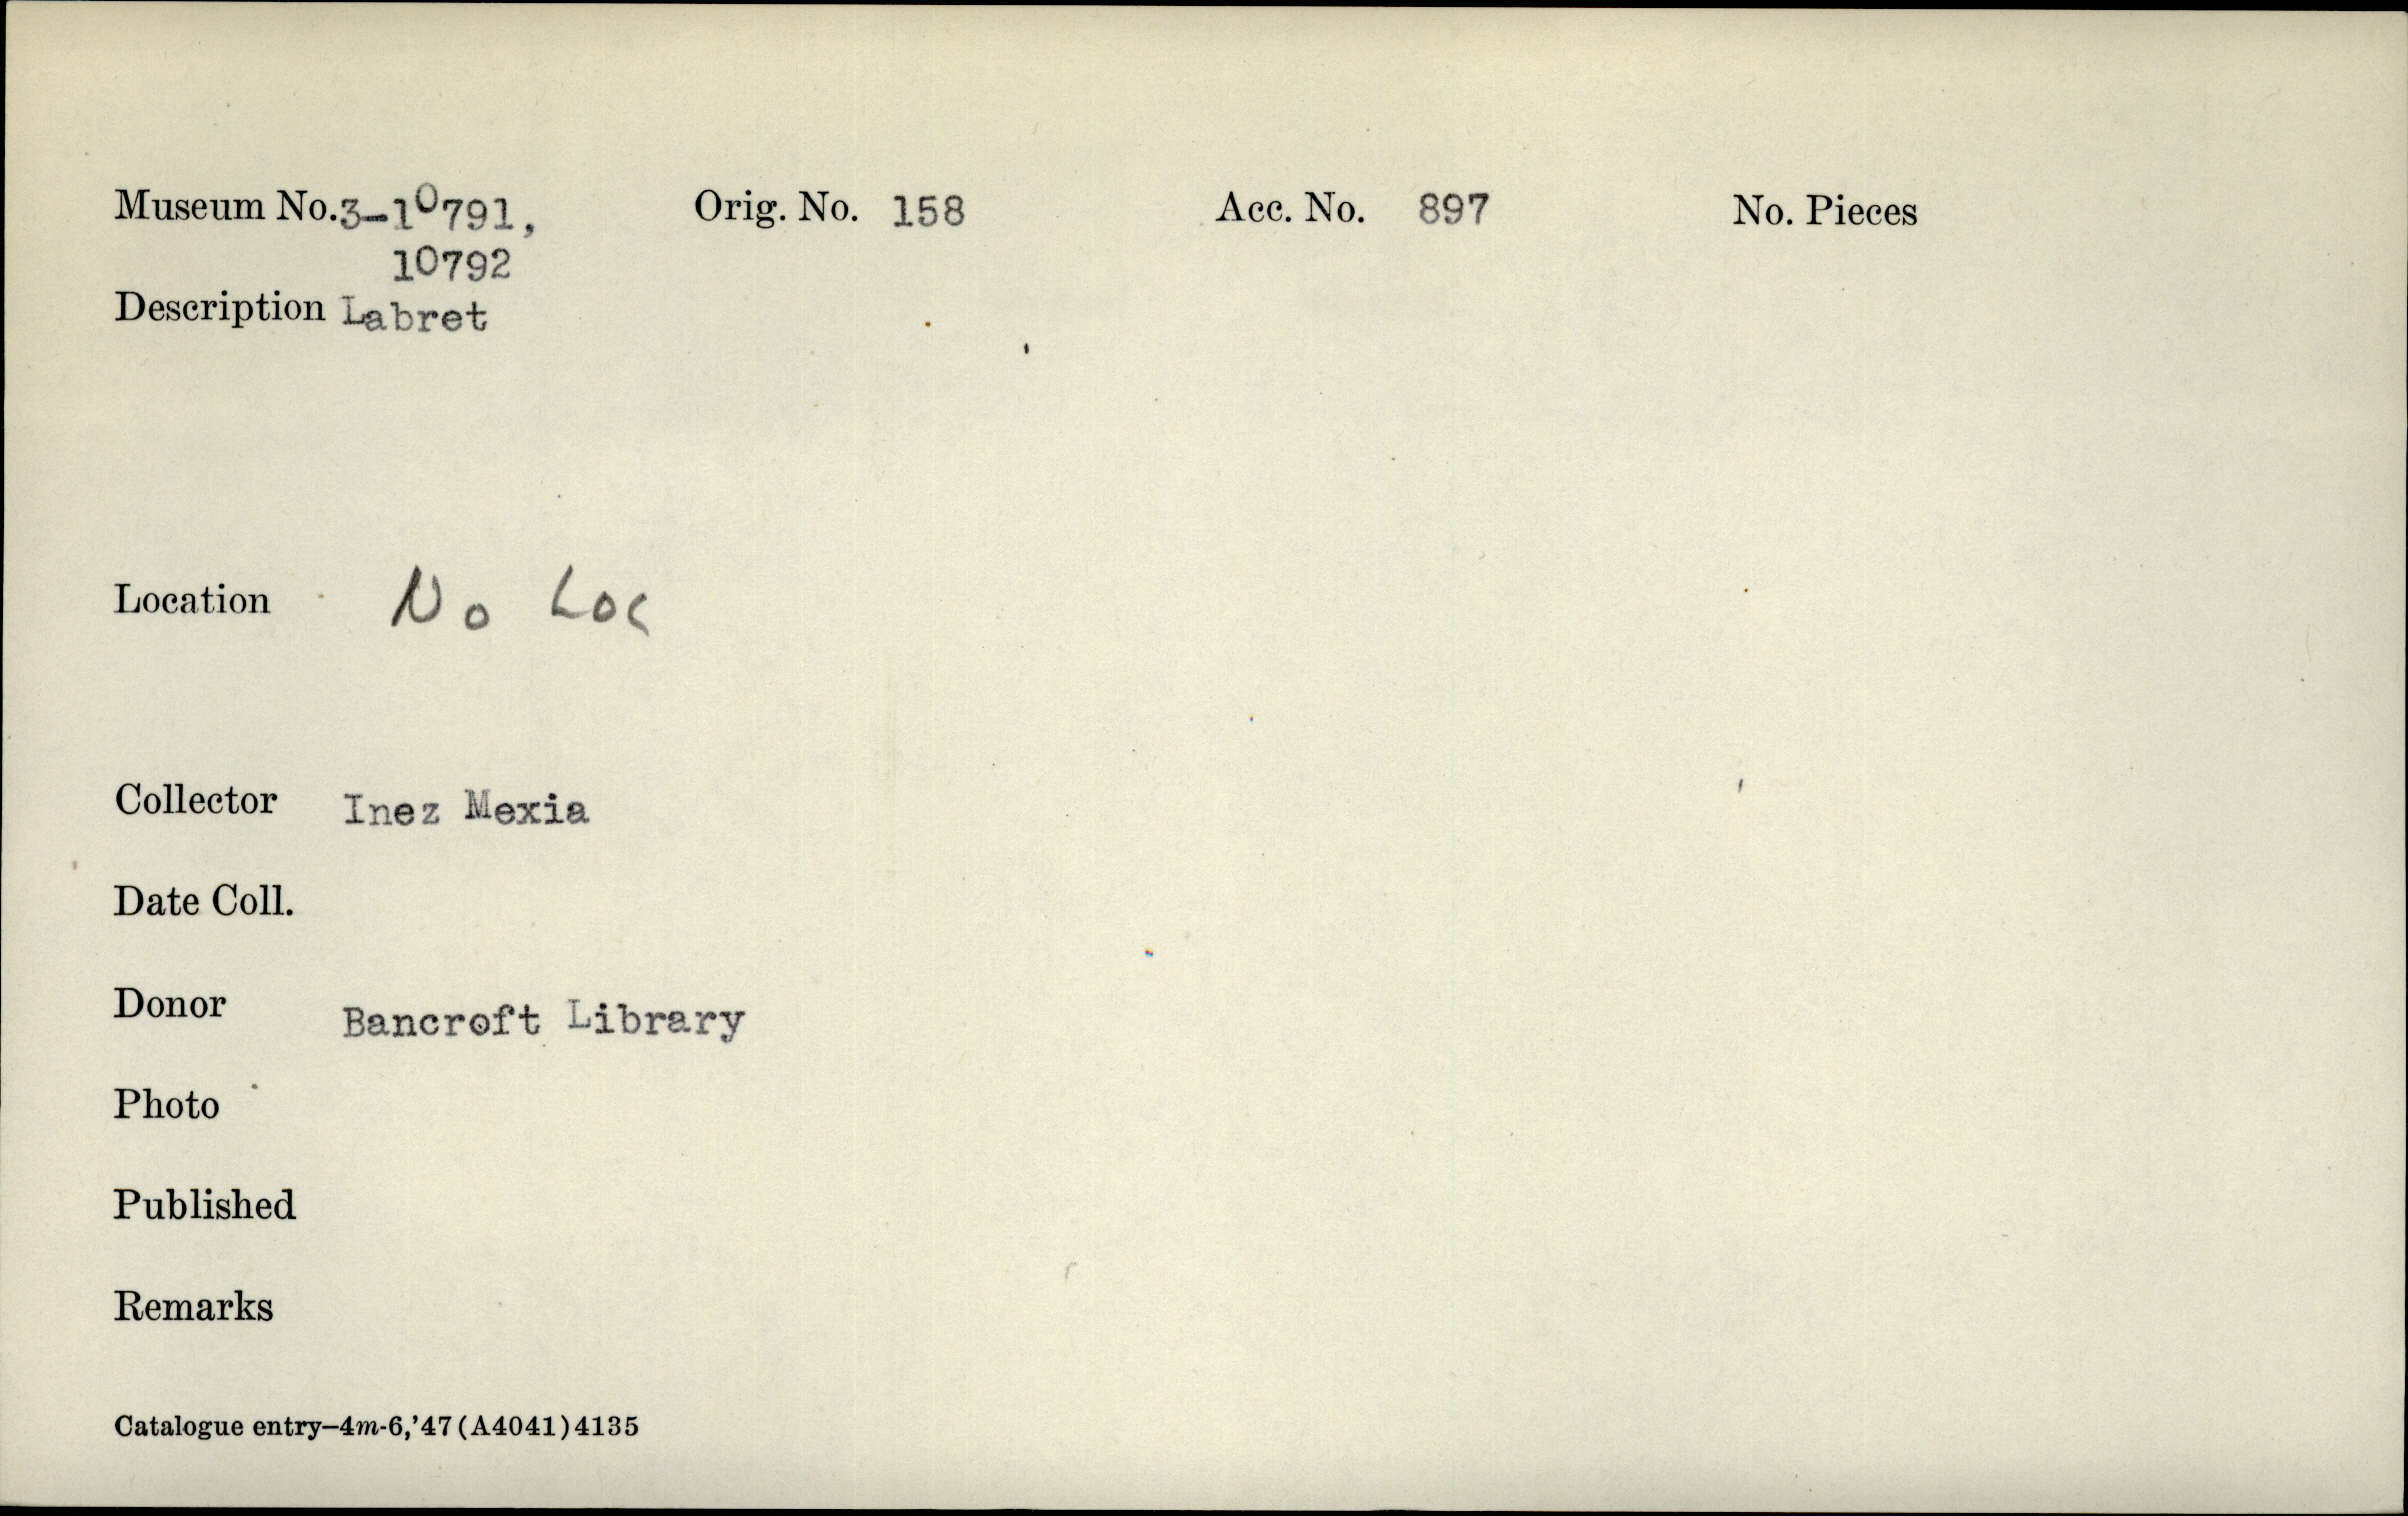 Museum No. 3-10791, Orig. No. 158 Acc. No. 897 No. Pieces
10792
Description Labret
Location No Loc
Collector Inez Mexia
Date Coll.
Donor Bancroft Library
Photo
Published
Remarks
Catalogue entry—4m-6,'47(A4041)4135